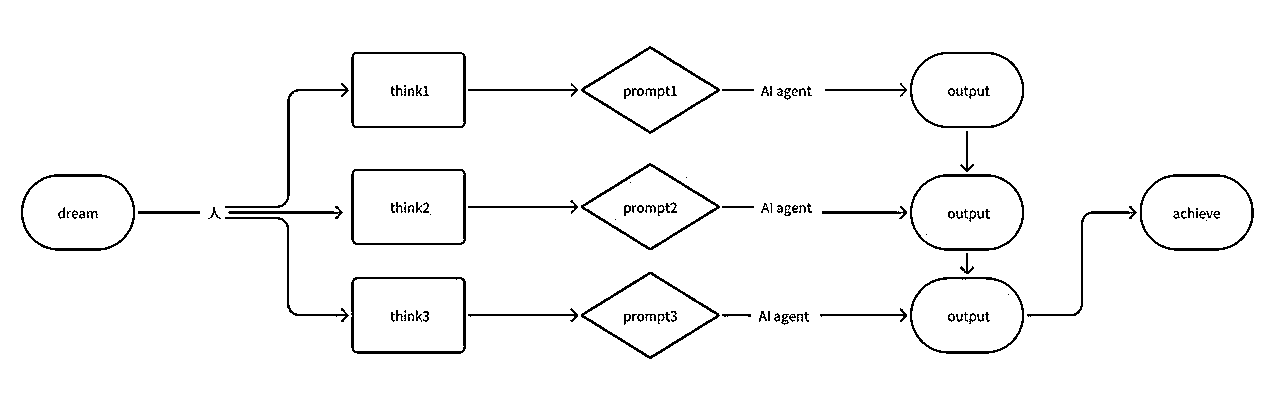 think1
prompt1
AI agent
output
dream
人
think2
prompt2
AI agent
output
achieve
think3
prompt3
AI agent
output